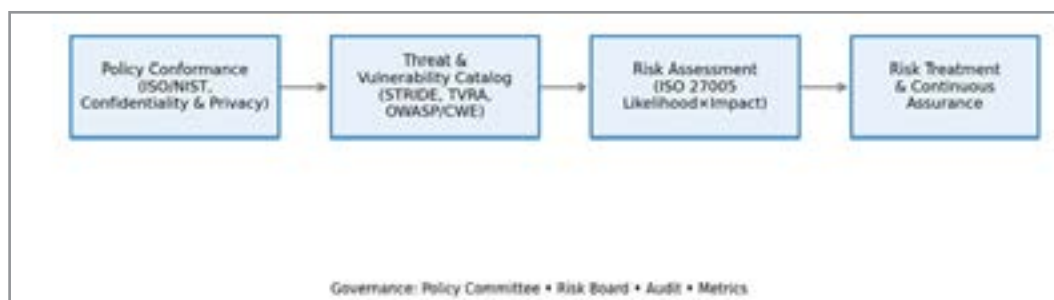 Policy Conformance
(ISO/NIST,
Confidentiality & Privacy)
Threat &
Vulnerability Catalog
(STRIDE, TVRA,
OWASP/CWE)
Risk Assessment
(ISO 27005
Likelihood×Impact)
Risk Treatment
& Continuous
Assurance
Governance: Policy Committee • Risk Board • Audit • Metrics